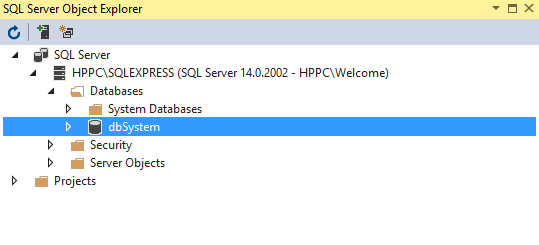 SQL Server Object Explorer
SQL Server
HPPC\SQLEXPRESS (SQL Server 14.0.2002 - HPPC\Welcome)
Databases
System Databases
dbSystem
Security
Server Objects
Projects